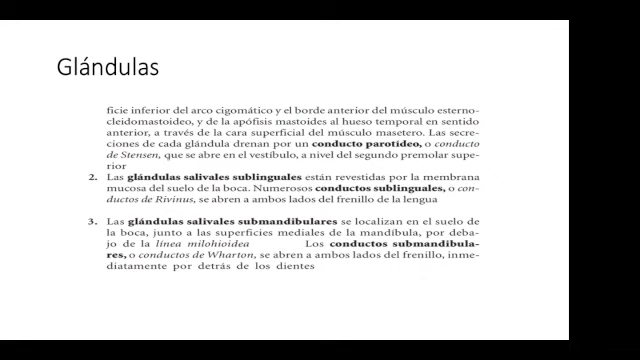 Glándulas
ficie inferior del arco cigomático y el borde anterior del músculo esterno-
cleidomastoideo, y de la apófisis mastoides al hueso temporal en sentido
anterior, a través de la cara superficial del músculo masetero. Las secre-
ciones de cada glándula drenan por un conducto parotídeo, o conducto
de Stensen, que se abre en el vestíbulo, a nivel del segundo premolar supe-
rior
2. Las glándulas salivales sublinguales están revestidas por la membrana
mucosa del suelo de la boca. Numerosos conductos sublinguales, o con-
ductos de Rivinus, se abren a ambos lados del frenillo de la lengua
3. Las glándulas salivales submandibulares se localizan en el suelo de
la boca, junto a las superficies mediales de la mandíbula, por deba-
jo de la línea milohioidea Los conductos submandibula-
res, o conductos de Wharton, se abren a ambos lados del frenillo, inme-
diatamente por detrás de los dientes